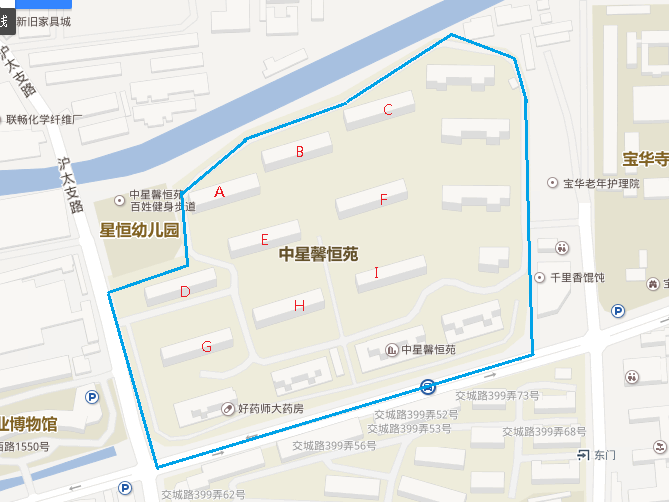 线
新旧家具城
沪太支路
联畅化学纤维厂
沪太支路
中星馨恒苑
百姓健身步道
星恒幼儿园
A
B
C
D
E
F
G
H
I
中星馨恒苑
宝华寺
宝华老年护理院
千里香馄饨
宝
P
中星馨恒苑
好药师大药房
P
业博物馆
西路1550号
P
交城路399弄73号
交城路399弄52号
交城路399弄53号
交城路399弄68号
交城路399弄56号
交城路399弄62号
东门